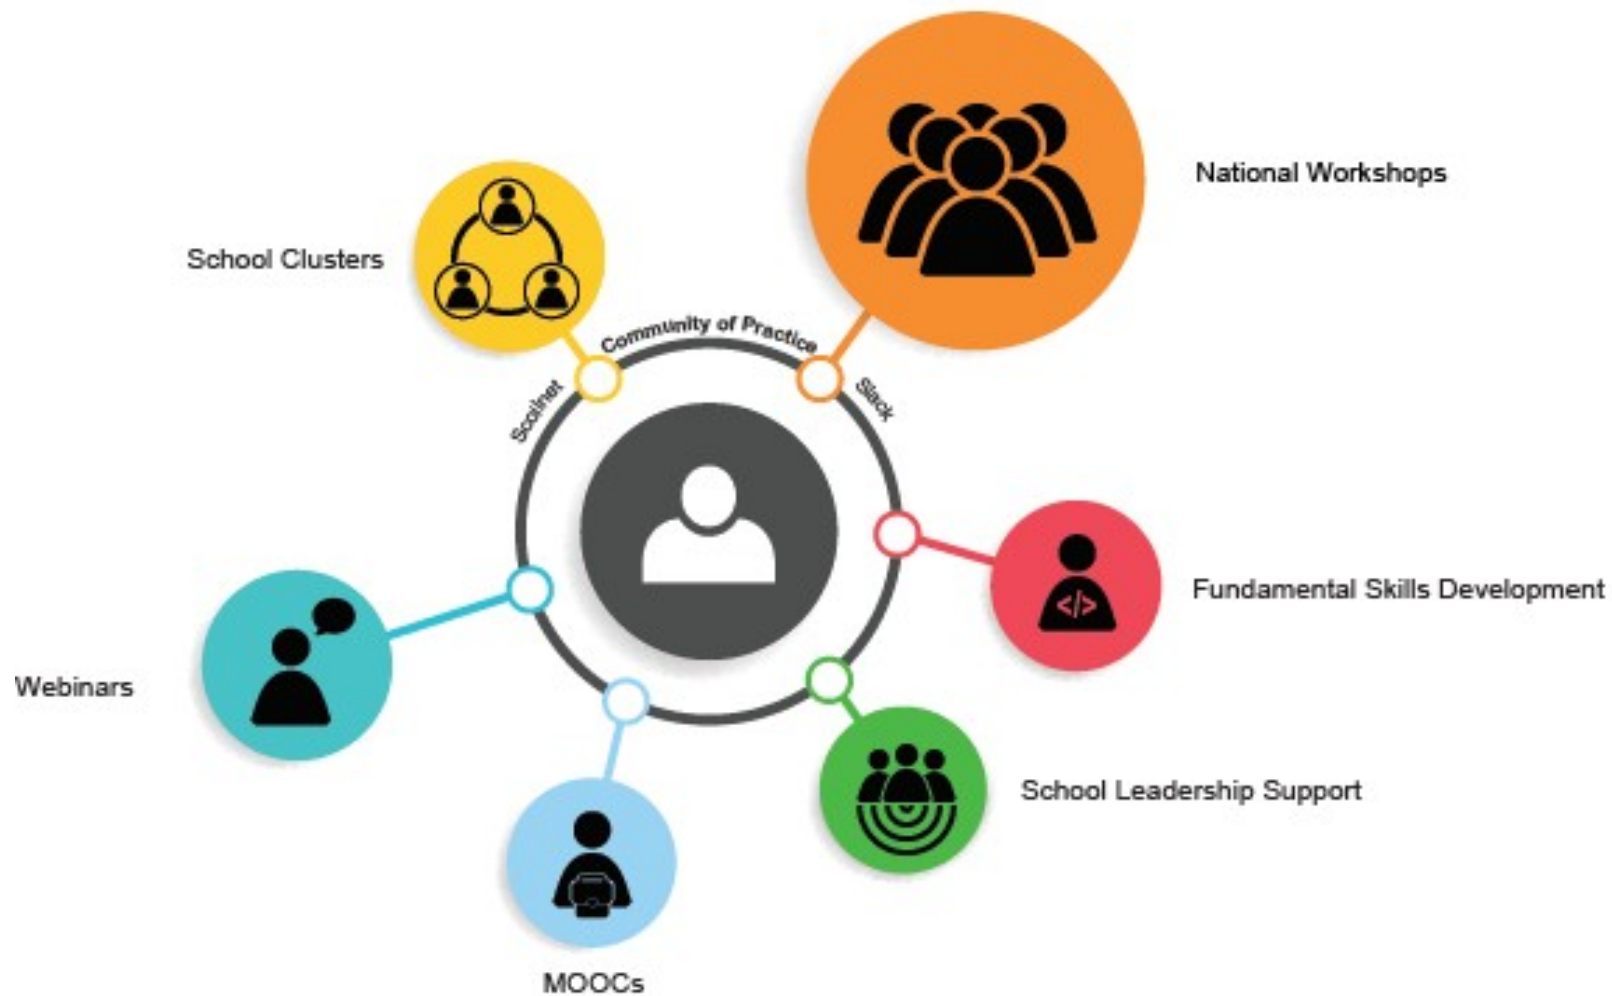 National Workshops
School Clusters
Community of Practice
Scoilnet
Slack
Fundamental Skills Development
</>
Webinars
School Leadership Support
MOOCs